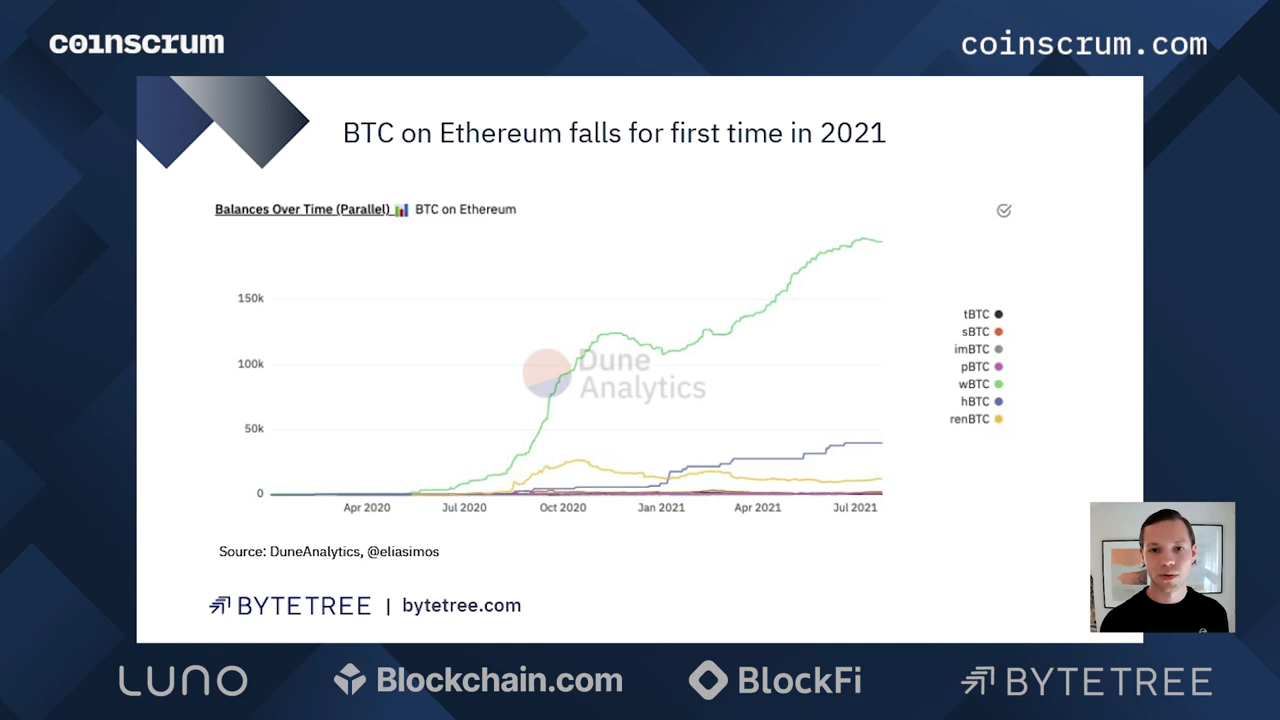 coinscrum
coinscrum.com
BTC on Ethereum falls for first time in 2021
Balances Over Time (Parallel) 📊 BTC on Ethereum
150k
100k
50k
0
Dune
Analytics
Apr 2020 Jul 2020 Oct 2020 Jan 2021 Apr 2021 Jul 2021
tBTC
sBTC
imBTC
pBTC
wBTC
hBTC
renBTC
Source: DuneAnalytics, @eliasimos
BYTETREE | bytetree.com
LUNO Blockchain.com BlockFi BYTETREE